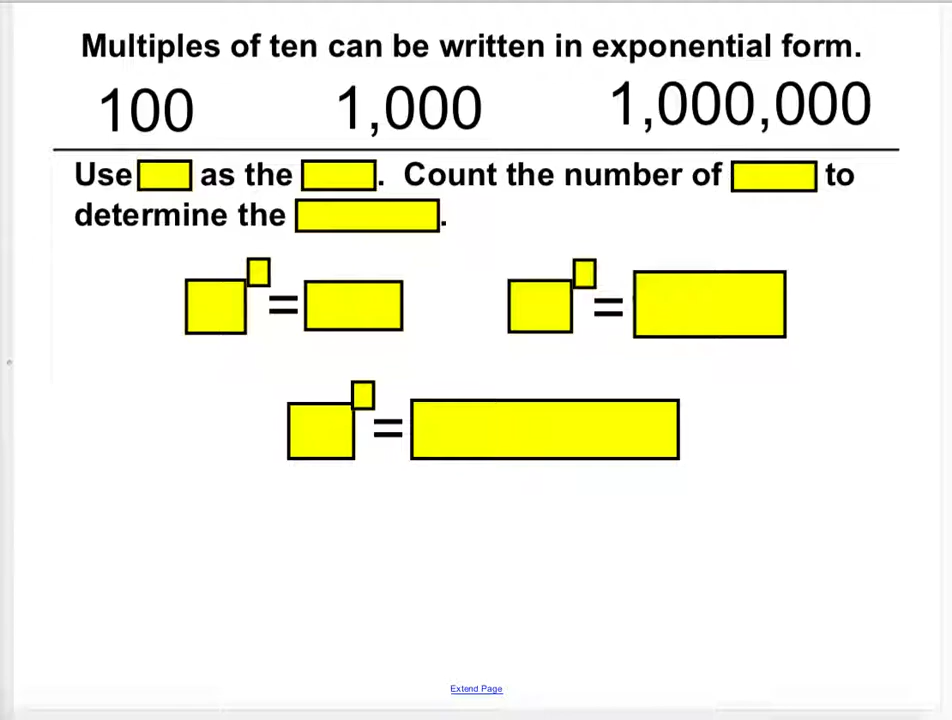 Multiples of ten can be written in exponential form.
100 1,000 1,000,000
Use as the . Count the number of to
determine the .
= =
=
Extend Page